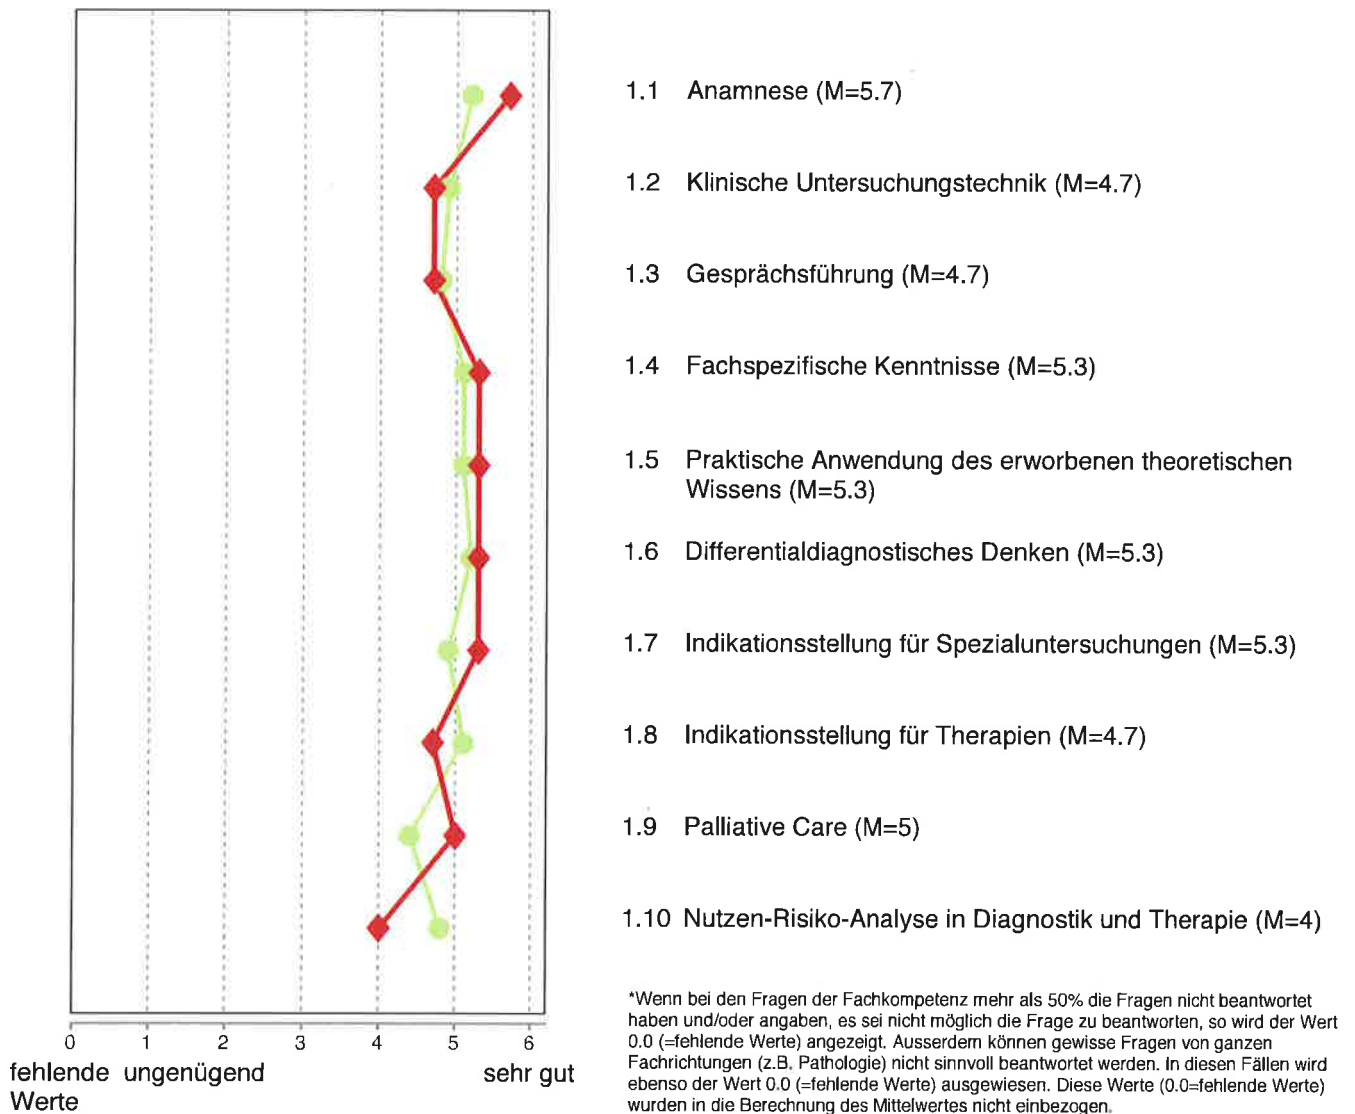 1.1 Anamnese (M=5.7)
1.2 Klinische Untersuchungstechnik (M=4.7)
1.3 Gesprächsführung (M=4.7)
1.4 Fachspezifische Kenntnisse (M=5.3)
1.5 Praktische Anwendung des erworbenen theoretischen
Wissens (M=5.3)
1.6 Differentialdiagnostisches Denken (M=5.3)
1.7 Indikationsstellung für Spezialuntersuchungen (M=5.3)
1.8 Indikationsstellung für Therapien (M=4.7)
1.9 Palliative Care (M=5)
1.10 Nutzen-Risiko-Analyse in Diagnostik und Therapie (M=4)
0 1 2 3 4 5 6
fehlende ungenügend sehr gut
Werte
*Wenn bei den Fragen der Fachkompetenz mehr als 50% die Fragen nicht beantwortet
haben und/oder angaben, es sei nicht möglich die Frage zu beantworten, so wird der Wert
0.0 (=fehlende Werte) angezeigt. Ausserdem können gewisse Fragen von ganzen
Fachrichtungen (z.B. Pathologie) nicht sinnvoll beantwortet werden. In diesen Fällen wird
ebenso der Wert 0.0 (=fehlende Werte) ausgewiesen. Diese Werte (0.0=fehlende Werte)
wurden in die Berechnung des Mittelwertes nicht einbezogen.